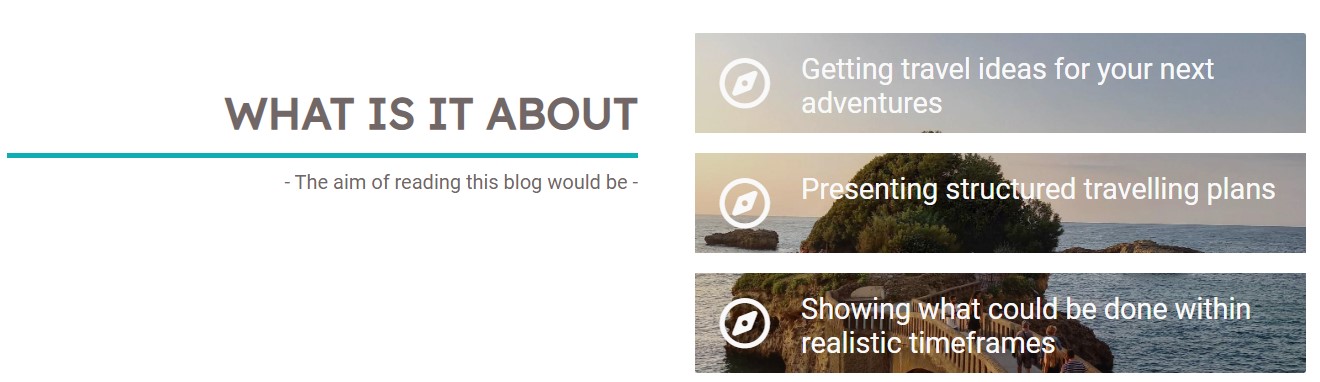 WHAT IS IT ABOUT
- The aim of reading this blog would be -
Getting travel ideas for your next
adventures
Presenting structured travelling plans
Showing what could be done within
realistic timeframes